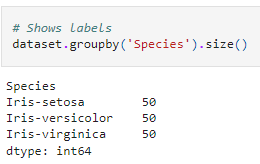 # Shows labels
dataset.groupby('Species').size()
Species
Iris-setosa 50
Iris-versicolor 50
Iris-virginica 50
dtype: int64